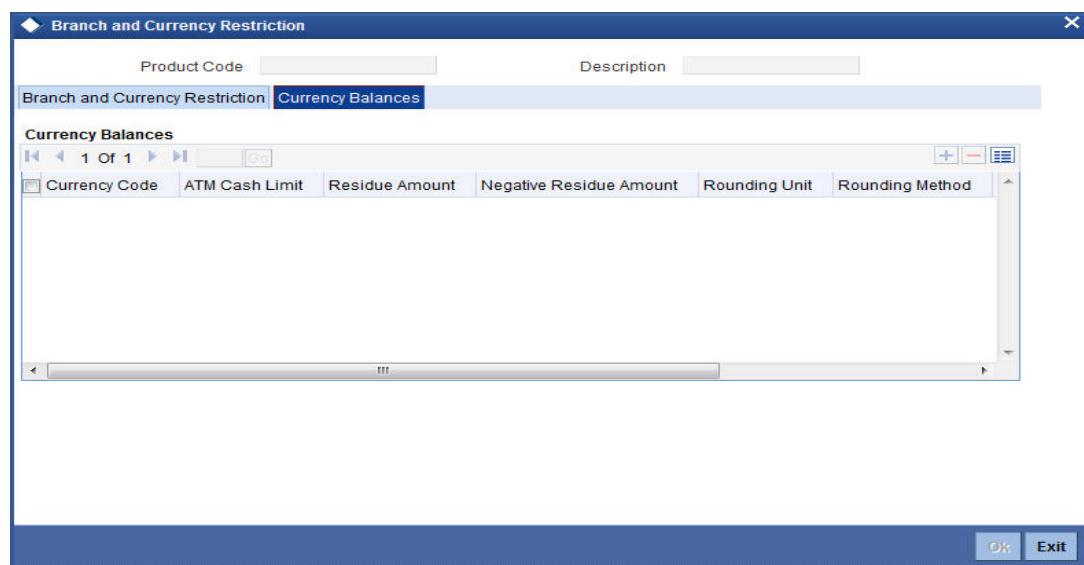 Branch and Currency Restriction
Product Code Description
Branch and Currency Restriction Currency Balances
Currency Balances
1 Of 1 Go
Currency Code ATM Cash Limit Residue Amount Negative Residue Amount Rounding Unit Rounding Method
Ok Exit